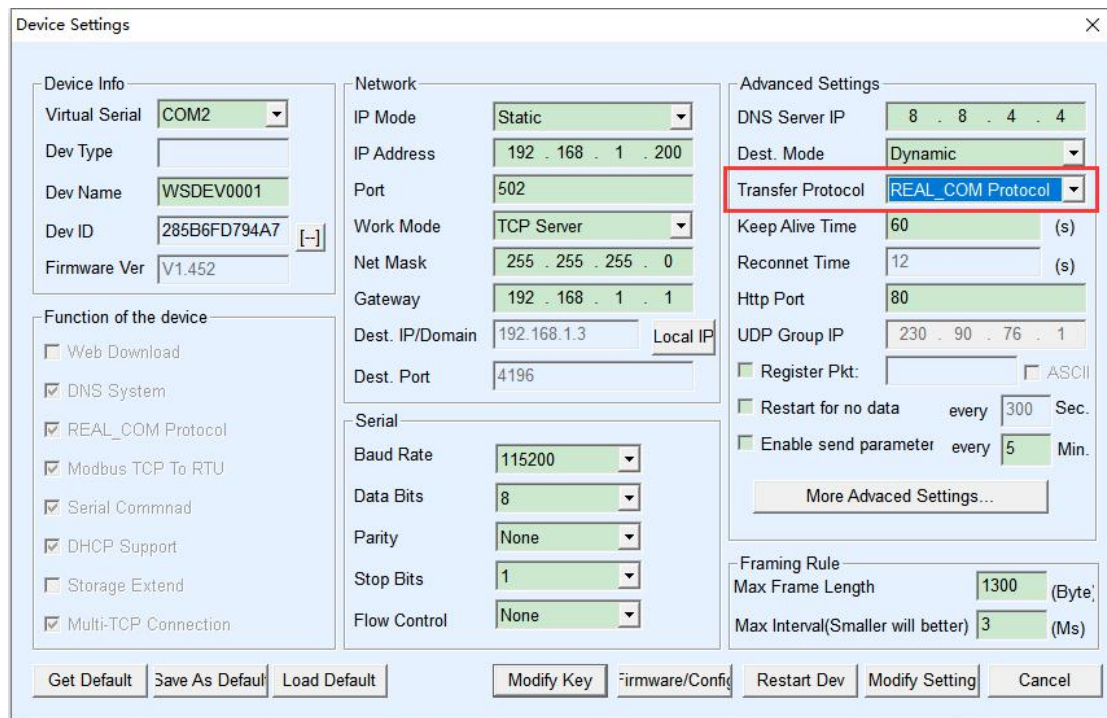 Device Settings
Device Info
Virtual Serial COM2
Dev Type
Dev Name WSDEV0001
Dev ID 285B6FD794A7 [--]
Firmware Ver V1.452
Function of the device
Web Download
DNS System
REAL_COM Protocol
Modbus TCP To RTU
Serial Commnad
DHCP Support
Storage Extend
Multi-TCP Connection
Network
IP Mode Static
IP Address 192 . 168 . 1 . 200
Port 502
Work Mode TCP Server
Net Mask 255 . 255 . 255 . 0
Gateway 192 . 168 . 1 . 1
Dest. IP/Domain 192.168.1.3 Local IP
Dest. Port 4196
Serial
Baud Rate 115200
Data Bits 8
Parity None
Stop Bits 1
Flow Control None
Advanced Settings
DNS Server IP 8 . 8 . 4 . 4
Dest. Mode Dynamic
Transfer Protocol REAL_COM Protocol
Keep Alive Time 60 (s)
Reconnet Time 12 (s)
Http Port 80
UDP Group IP 230 . 90 . 76 . 1
Register Pkt: ASCII
Restart for no data every 300 Sec.
Enable send parameter every 5 Min.
More Advaced Settings...
Framing Rule
Max Frame Length 1300 (Byte)
Max Interval(Smaller will better) 3 (Ms)
Get Default Save As Defaul Load Default Modify Key Firmware/Config Restart Dev Modify Setting Cancel